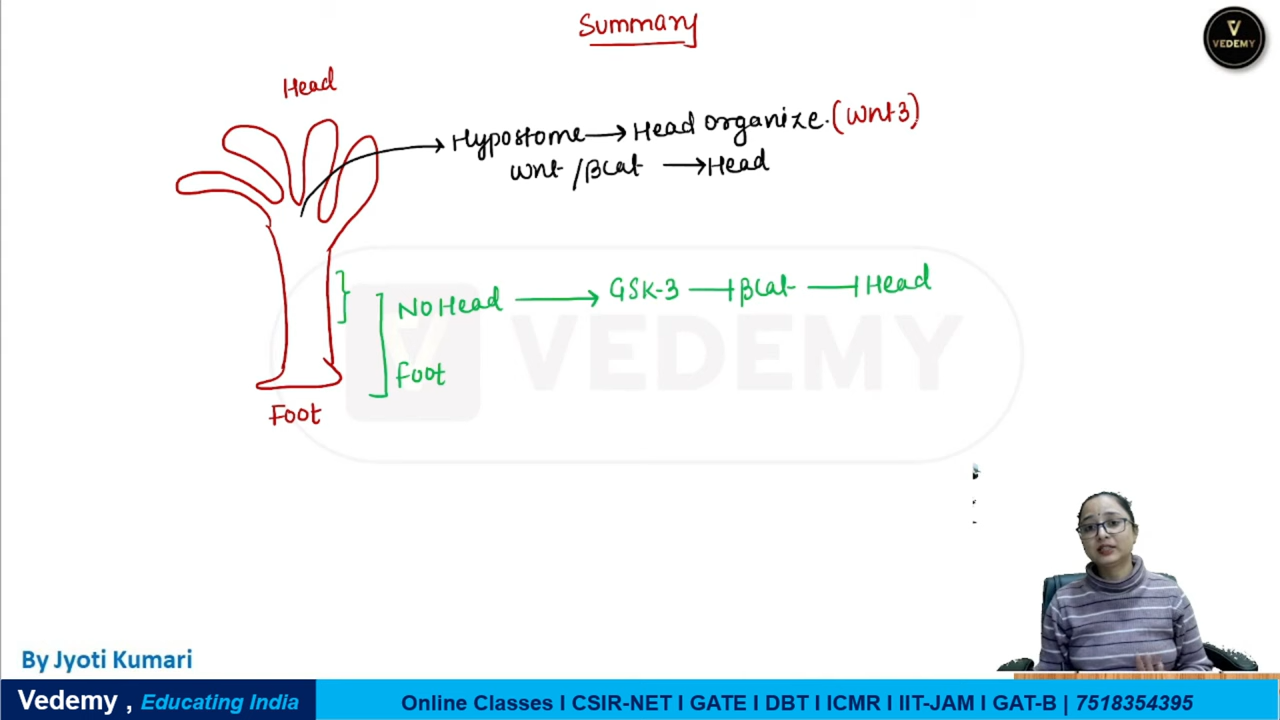 Summary
VEDEMY
Head
Hypostome → Head organize. (Wnt3)
Wnt /βCat → Head
NO Head → GSK-3 ⊣ βCat ⊣ Head
Foot
Foot
VEDEMY
By Jyoti Kumari
Vedemy , Educating India
Online Classes I CSIR-NET I GATE I DBT I ICMR I IIT-JAM I GAT-B | 7518354395